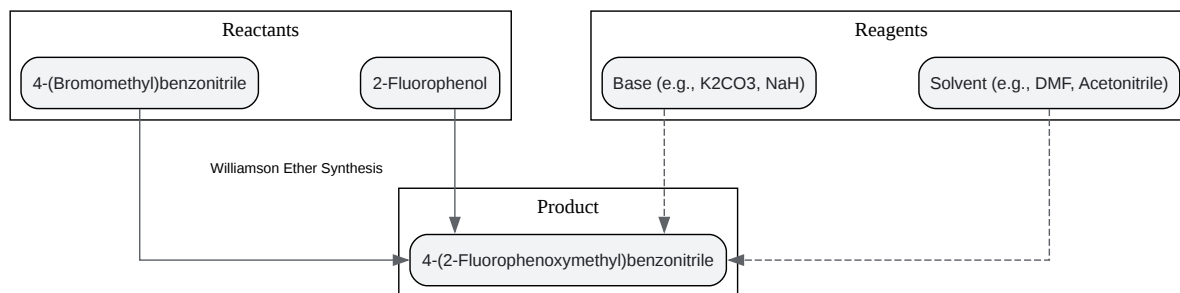 Reactants
Reagents
4-(Bromomethyl)benzonitrile
2-Fluorophenol
Base (e.g., K2CO3, NaH)
Solvent (e.g., DMF, Acetonitrile)
Williamson Ether Synthesis
Product
4-(2-Fluorophenoxymethyl)benzonitrile